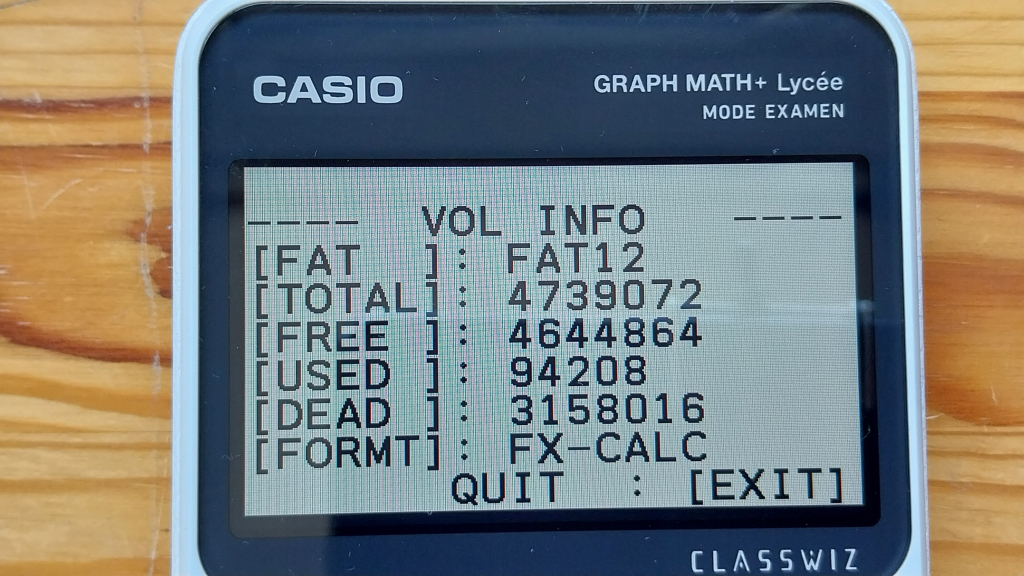 CASIO
GRAPH MATH+ Lycée
MODE EXAMEN
---- VOL INFO ----
[FAT ]: FAT12
[TOTAL]: 4739072
[FREE ]: 4644864
[USED ]: 94208
[DEAD ]: 3158016
[FORMT]: FX-CALC
QUIT : [EXIT]
CLASSWIZ